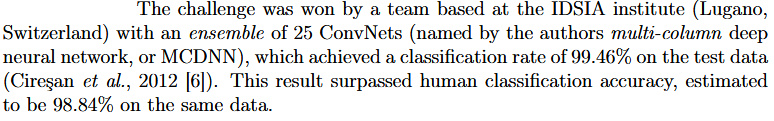 The challenge was won by a team based at the IDSIA institute (Lugano,
Switzerland) with an ensemble of 25 ConvNets (named by the authors multi-column deep
neural network, or MCDNN), which achieved a classification rate of 99.46% on the test data
(Cireşan et al., 2012 [6]). This result surpassed human classification accuracy, estimated
to be 98.84% on the same data.